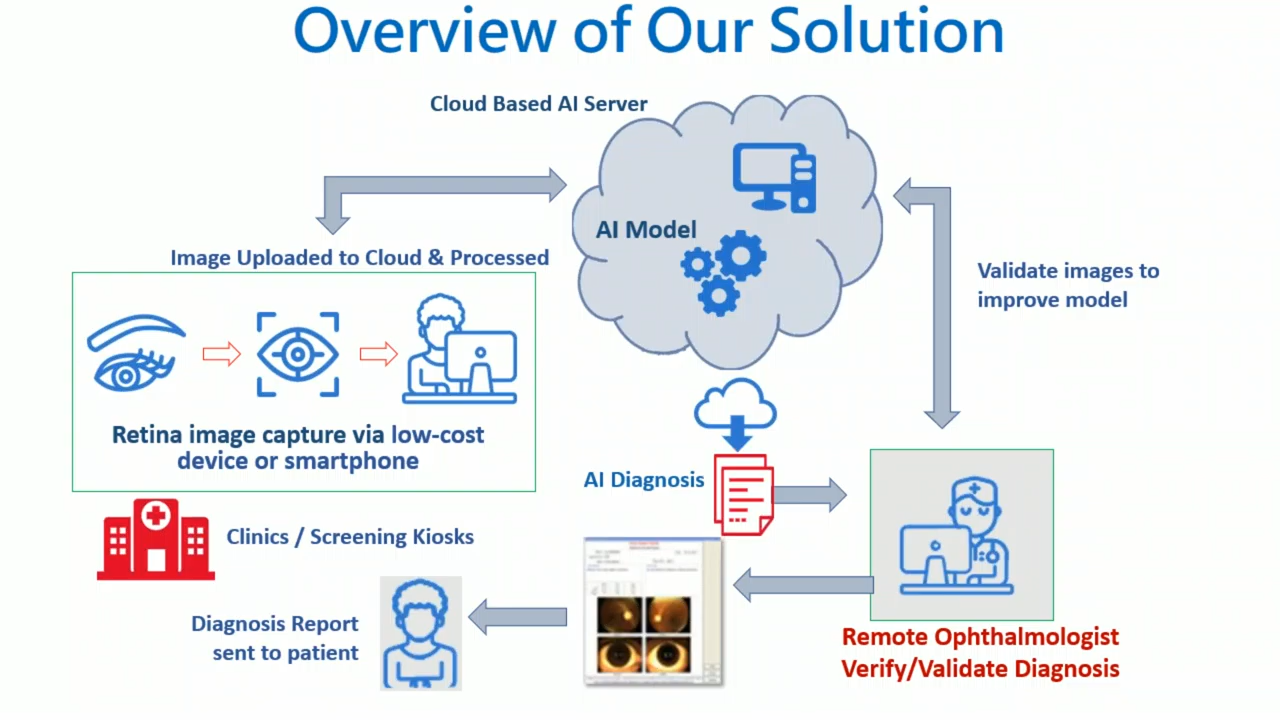 Overview of Our Solution
Cloud Based AI Server
AI Model
Image Uploaded to Cloud & Processed
Validate images to
improve model
Retina image capture via low-cost
device or smartphone
AI Diagnosis
Clinics / Screening Kiosks
Diagnosis Report
sent to patient
Remote Ophthalmologist
Verify/Validate Diagnosis